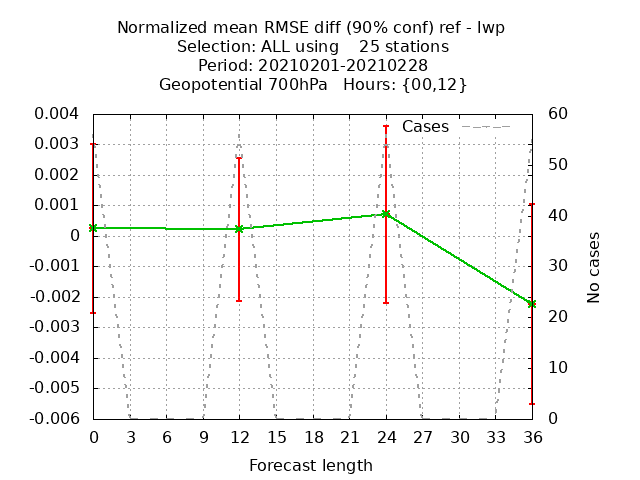 Normalized mean RMSE diff (90% conf) ref - lwp
Selection: ALL using    25 stations
Period: 20210201-20210228
Geopotential 700hPa   Hours: {00,12}
0.004
0.003
0.002
0.001
0
-0.001
-0.002
-0.003
-0.004
-0.005
-0.006
Cases
60
50
40
30
20
10
0
No cases
0 3 6 9 12 15 18 21 24 27 30 33 36
Forecast length